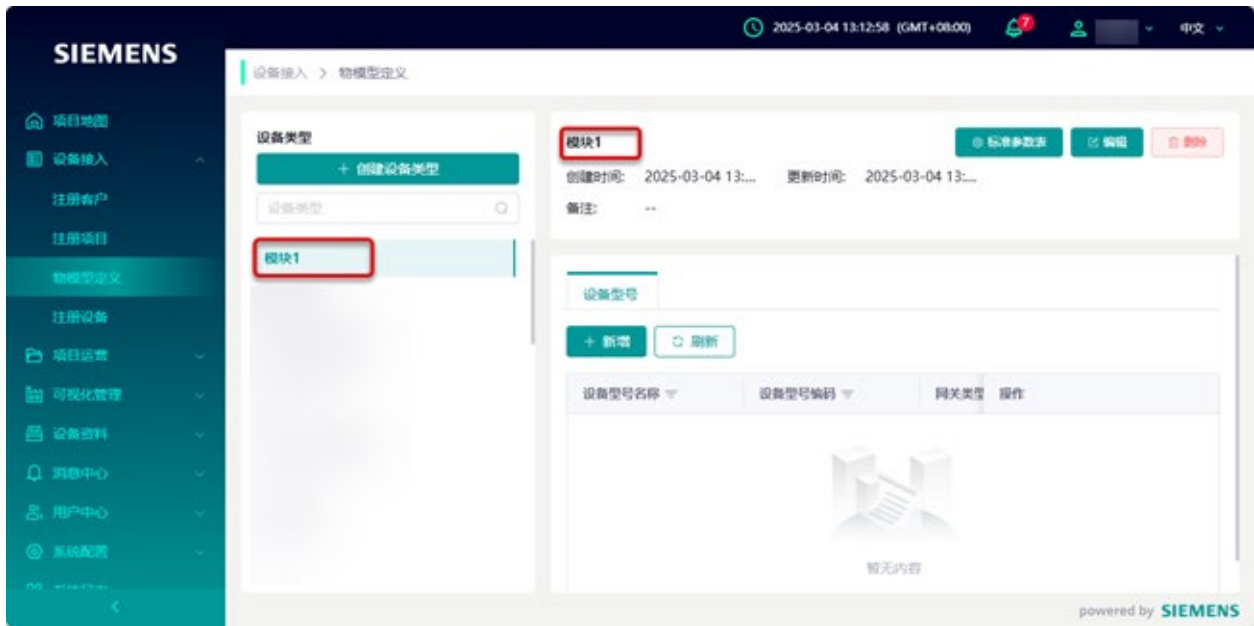 2025-03-04 13:12:58 (GMT+08:00)
7
中文
SIEMENS
设备接入 > 物模型定义
项目地图
设备接入
注册客户
注册项目
物模型定义
注册设备
项目运营
可视化管理
设备资料
消息中心
用户中心
系统配置
设备类型
+ 创建设备类型
设备类型
模块1
模块1
标准参数表
编辑
删除
创建时间: 2025-03-04 13:... 更新时间: 2025-03-04 13:...
备注: --
设备型号
+ 新增
刷新
设备型号名称 设备型号编码 网关类型 操作
暂无内容
powered by SIEMENS